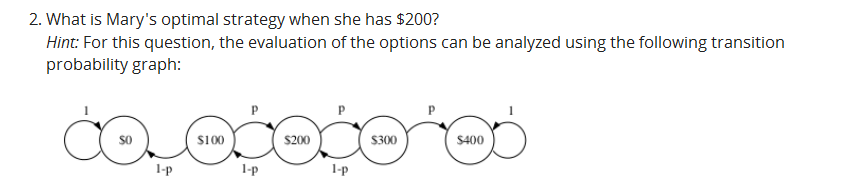 2. What is Mary's optimal strategy when she has $200?
Hint: For this question, the evaluation of the options can be analyzed using the following transition
probability graph:
1 P P P 1
$0 $100 $200 $300 $400
1-p 1-p 1-p